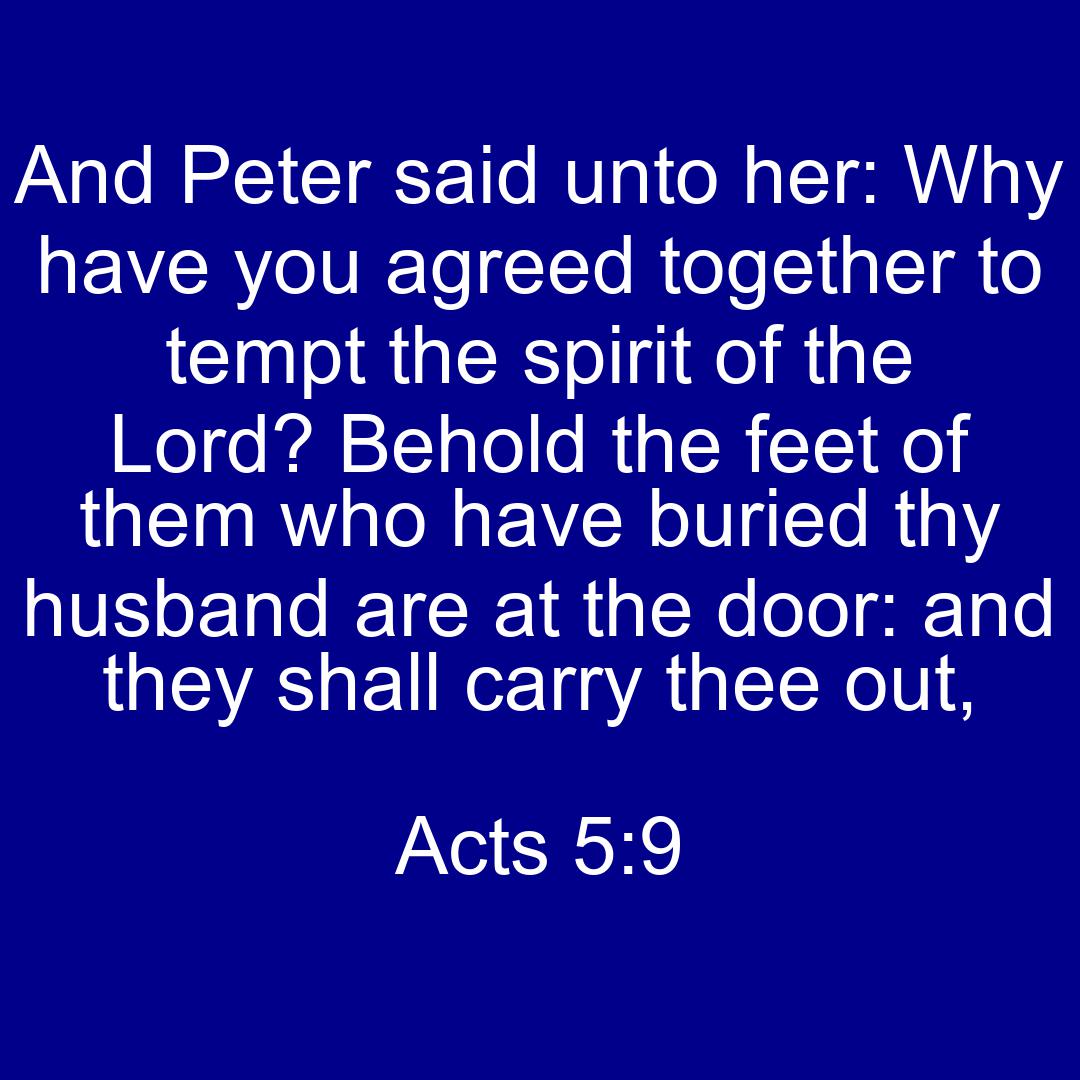 And Peter said unto her: Why
have you agreed together to
tempt the spirit of the
Lord? Behold the feet of
them who have buried thy
husband are at the door: and
they shall carry thee out,
Acts 5:9